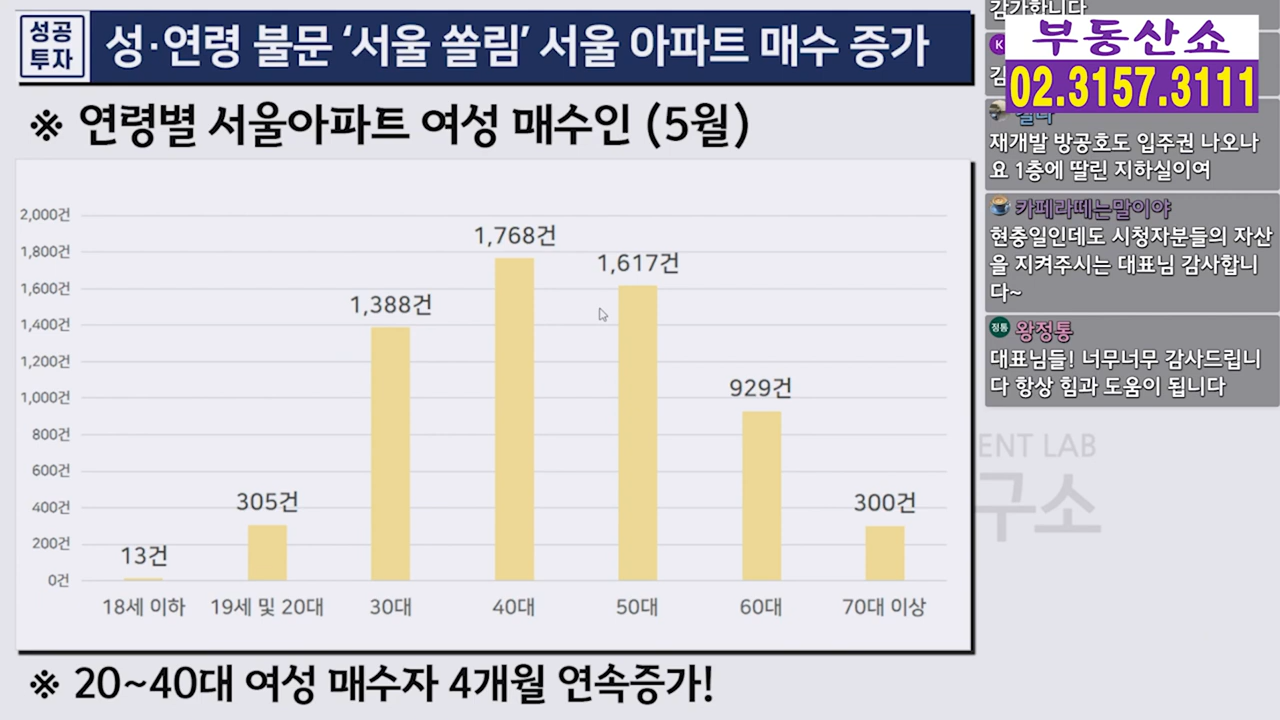 성공
투자
성·연령 불문 ‘서울 쏠림’ 서울 아파트 매수 증가
※ 연령별 서울아파트 여성 매수인 (5월)
2,000건
1,800건
1,600건
1,400건
1,200건
1,000건
800건
600건
400건
200건
0건
13건
305건
1,388건
1,768건
1,617건
929건
300건
18세 이하
19세 및 20대
30대
40대
50대
60대
70대 이상
※ 20~40대 여성 매수자 4개월 연속증가!
감가합니다
K
김
부동산쇼
02.3157.3111
재개발 방공호도 입주권 나오나
요 1층에 딸린 지하실이여
카페라떼는말이야
현충일인데도 시청자분들의 자산
을 지켜주시는 대표님 감사합니
다~
정통
왕정통
대표님들! 너무너무 감사드립니
다 항상 힘과 도움이 됩니다
ENT LAB
구소